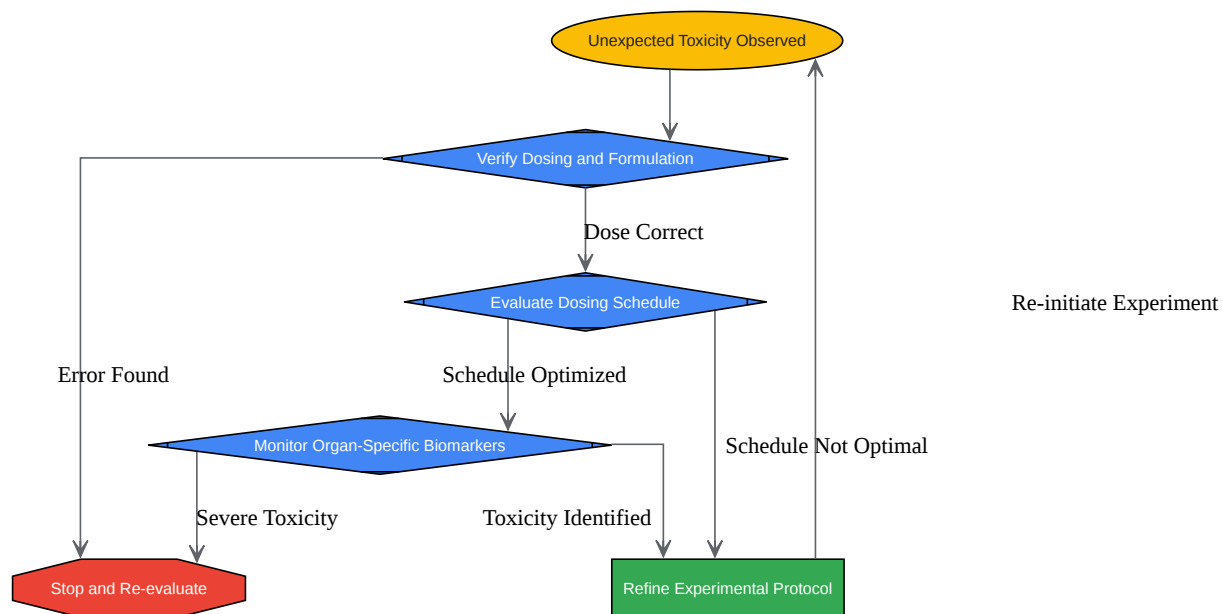 Unexpected Toxicity Observed
Verify Dosing and Formulation
Dose Correct
Evaluate Dosing Schedule
Re-initiate Experiment
Error Found
Schedule Optimized
Monitor Organ-Specific Biomarkers
Schedule Not Optimal
Severe Toxicity
Toxicity Identified
Stop and Re-evaluate
Refine Experimental Protocol